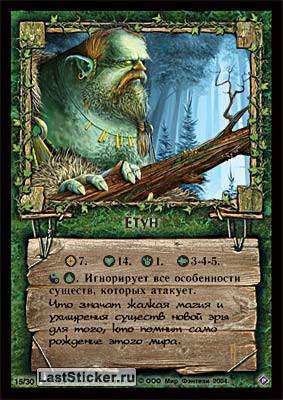 Етун
7. 14. 1. 3-4-5.
. Игнорирует все особенности
существ, которых атакует.
Что значат жалкая магия и
ухищрения существ новой эры
для того, кто помнит само
рождение этого мира.
15/30
© ООО Мир Фэнтези 2004.
LastSticker.ru